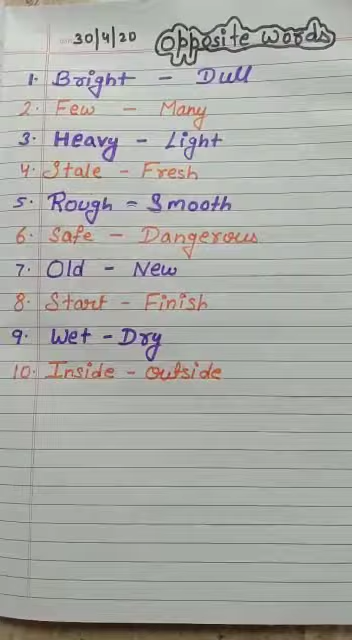 30/4/20 Opposite words
1. Bright - Dull
2. Few - Many
3. Heavy - Light
4. Stale - Fresh
5. Rough = Smooth
6. Safe - Dangerous
7. Old - New
8. Start - Finish
9. Wet - Dry
10. Inside - outside